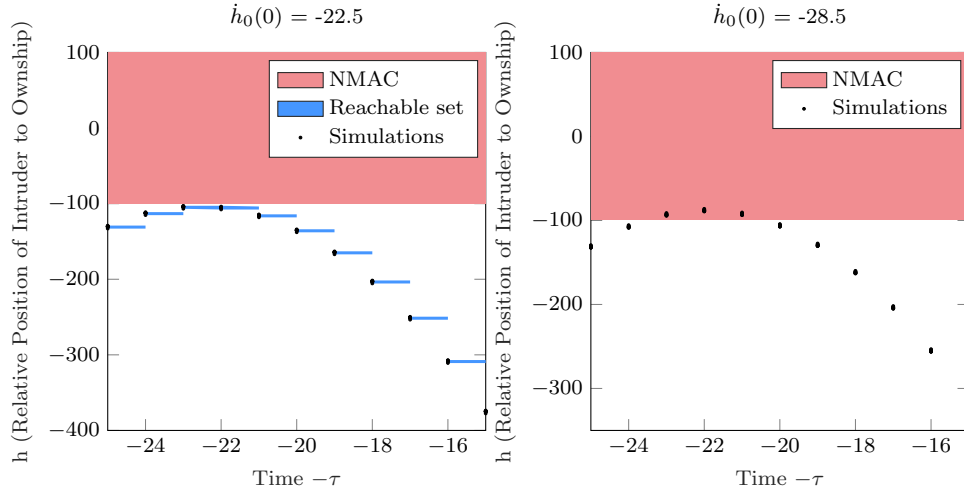 ḣ₀(0) = -22.5
h (Relative Position of Intruder to Ownship)
100
0
−100
−200
−300
−400
NMAC
Reachable set
Simulations
−24
−22
−20
−18
−16
Time −τ
ḣ₀(0) = -28.5
h (Relative Position of Intruder to Ownship)
100
0
−100
−200
−300
NMAC
Simulations
−24
−22
−20
−18
−16
Time −τ